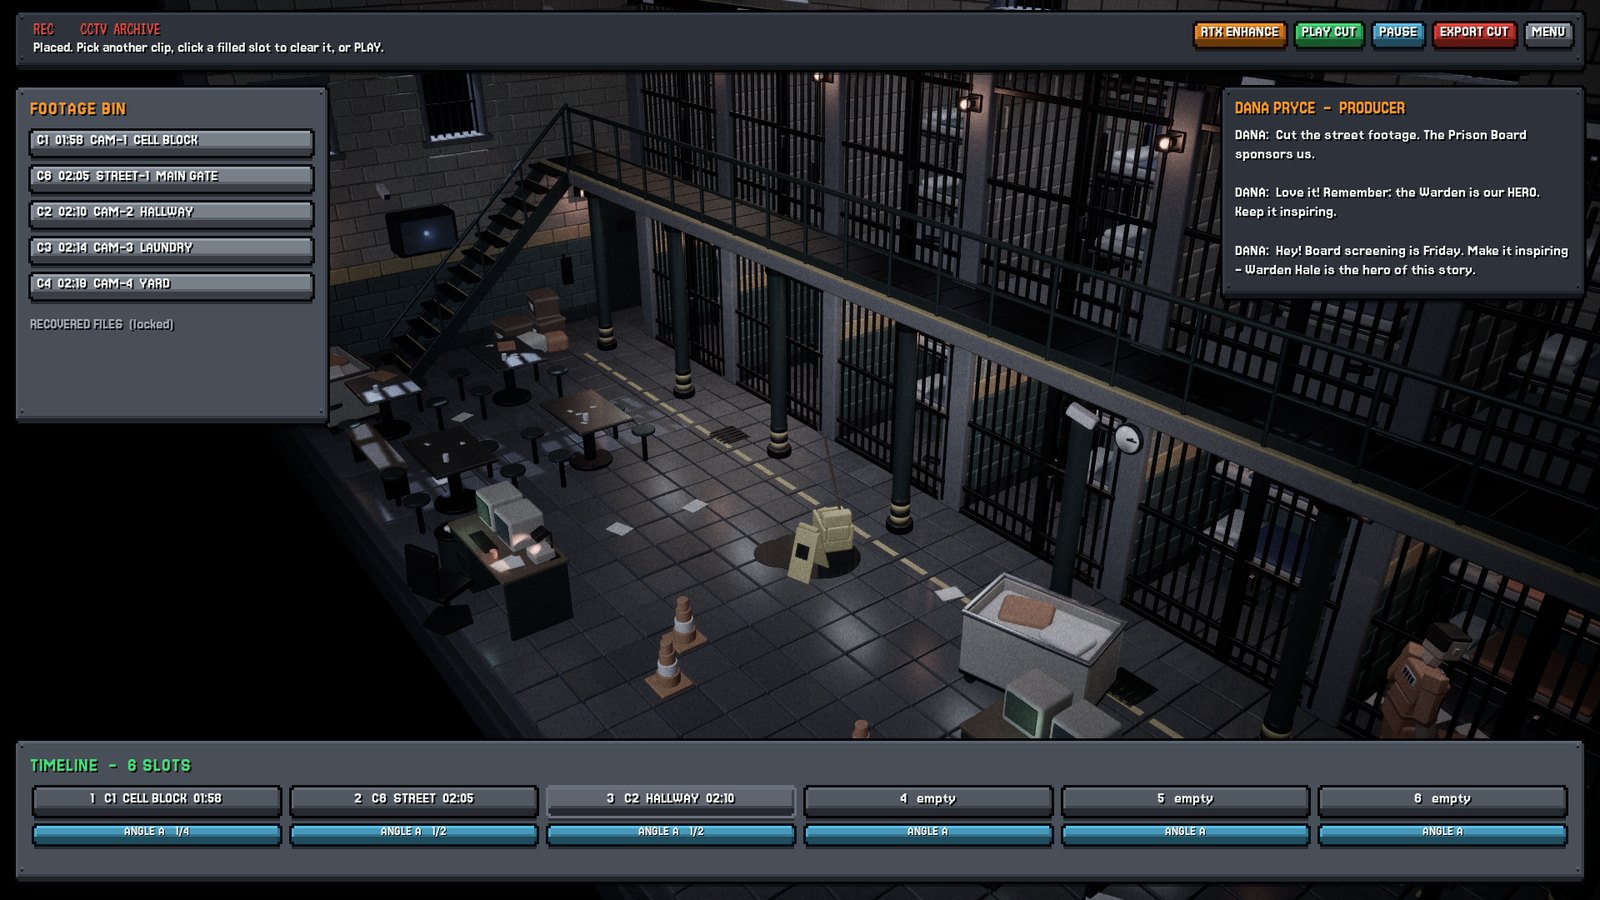 REC CCTV ARCHIVE
Placed. Pick another clip, click a filled slot to clear it, or PLAY.
RTX ENHANCE
PLAY CUT
PAUSE
EXPORT CUT
MENU
FOOTAGE BIN
C1 01:58 CAM-1 CELL BLOCK
C6 02:05 STREET-1 MAIN GATE
C2 02:10 CAM-2 HALLWAY
C3 02:14 CAM-3 LAUNDRY
C4 02:19 CAM-4 YARD
RECOVERED FILES (locked)
DANA PRYCE - PRODUCER
DANA: Cut the street footage. The Prison Board
sponsors us.
DANA: Love it! Remember: the Warden is our HERO.
Keep it inspiring.
DANA: Hey! Board screening is Friday. Make it inspiring
- Warden Hale is the hero of this story.
TIMELINE - 6 SLOTS
1 C1 CELL BLOCK 01:58
2 C6 STREET 02:05
3 C2 HALLWAY 02:10
4 empty
5 empty
6 empty
ANGLE A 1/4
ANGLE A 1/2
ANGLE A 1/2
ANGLE A
ANGLE A
ANGLE A